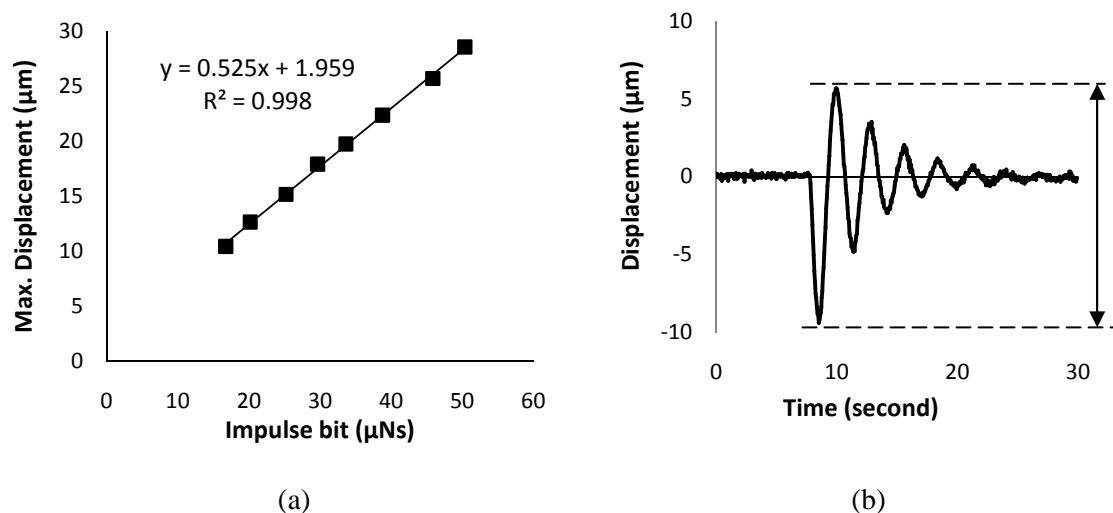 Max. Displacement (µm)
30
25
20
15
10
5
0
y = 0.525x + 1.959
R² = 0.998
0 10 20 30 40 50 60
Impulse bit (µNs)
(a)
Displacement (µm)
10
5
0
-5
-10
0 10 20 30
Time (second)
(b)